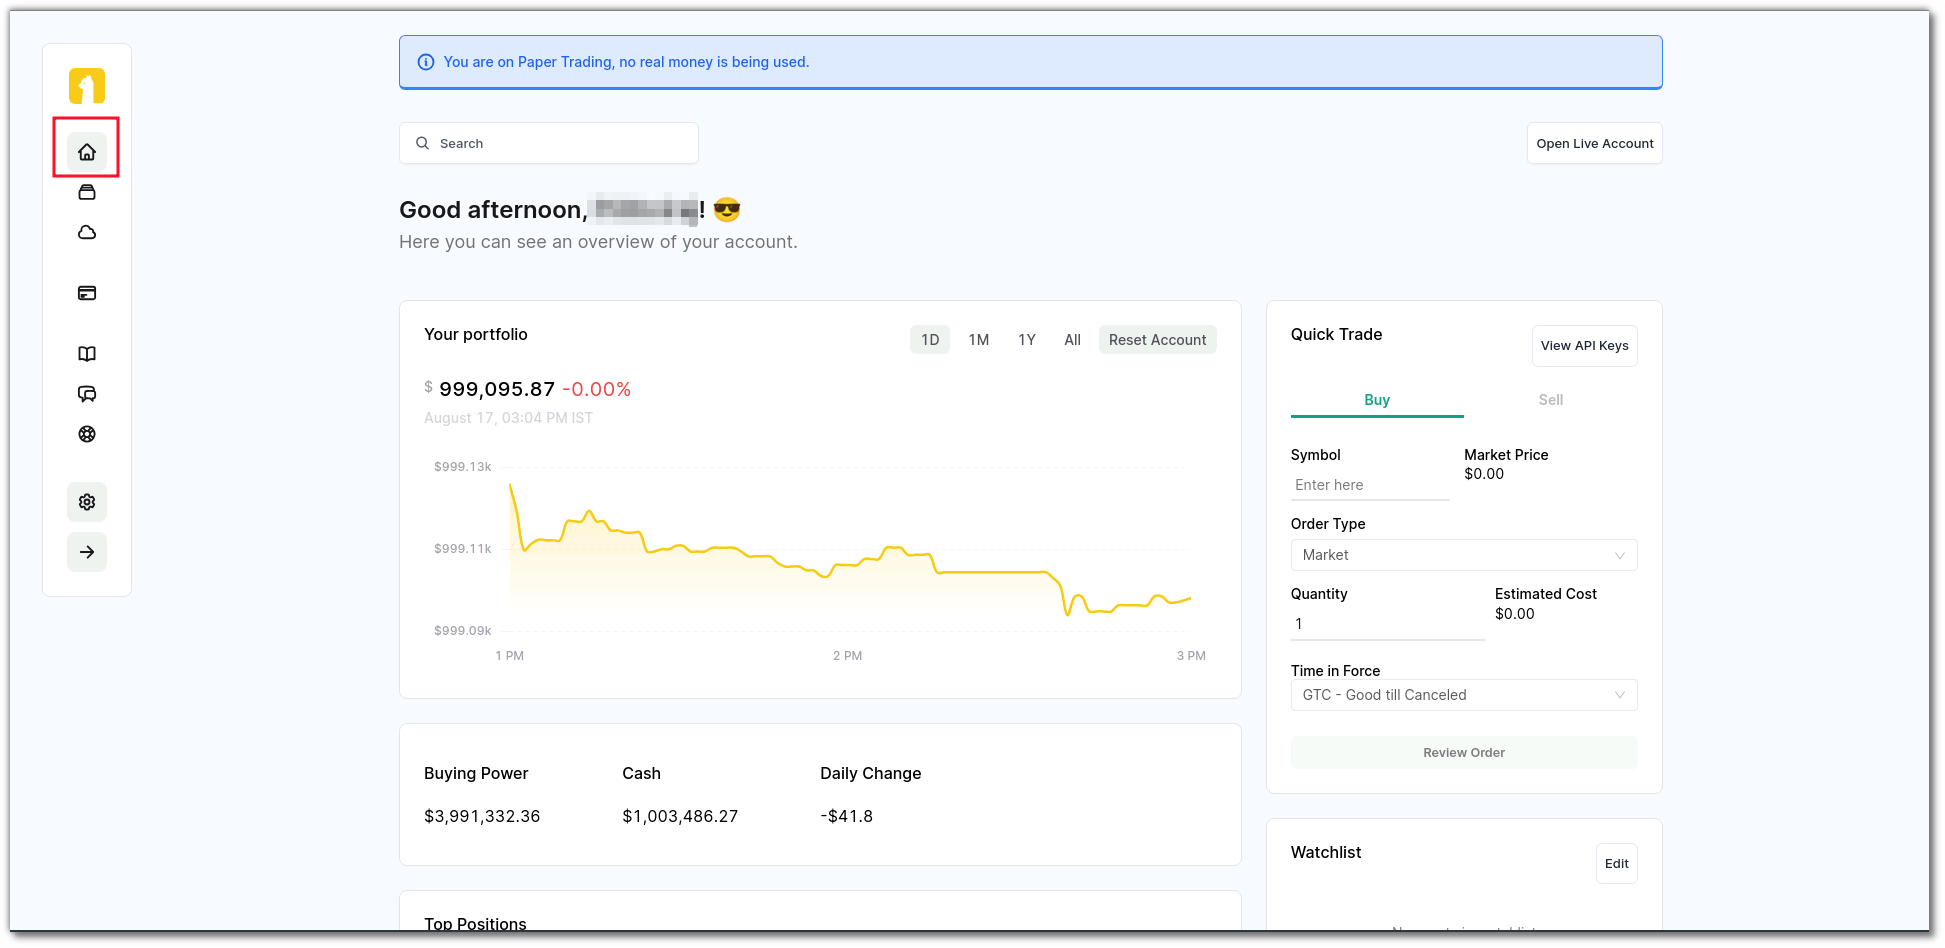 You are on Paper Trading, no real money is being used.
Search
Open Live Account
Good afternoon, ! 😎
Here you can see an overview of your account.
Your portfolio
1D 1M 1Y All Reset Account
$ 999,095.87 -0.00%
August 17, 03:04 PM IST
$999.13k
$999.11k
$999.09k
1 PM 2 PM 3 PM
Buying Power Cash Daily Change
$3,991,332.36 $1,003,486.27 -$41.8
Top Positions
Quick Trade
View API Keys
Buy Sell
Symbol Market Price
Enter here $0.00
Order Type
Market
Quantity Estimated Cost
1 $0.00
Time in Force
GTC - Good till Canceled
Review Order
Watchlist
Edit